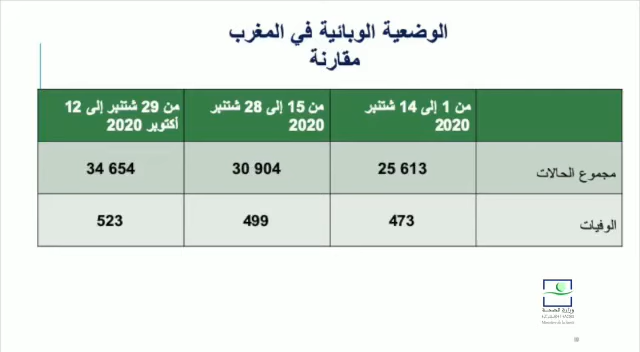 الوضعية الوبائية في المغرب
مقارنة
من 1 إلى 14 شتنبر
2020
من 15 إلى 28 شتنبر
2020
من 29 شتنبر إلى 12
أكتوبر 2020
مجموع الحالات
25 613
30 904
34 654
الوفيات
473
499
523
وزارة الصحة